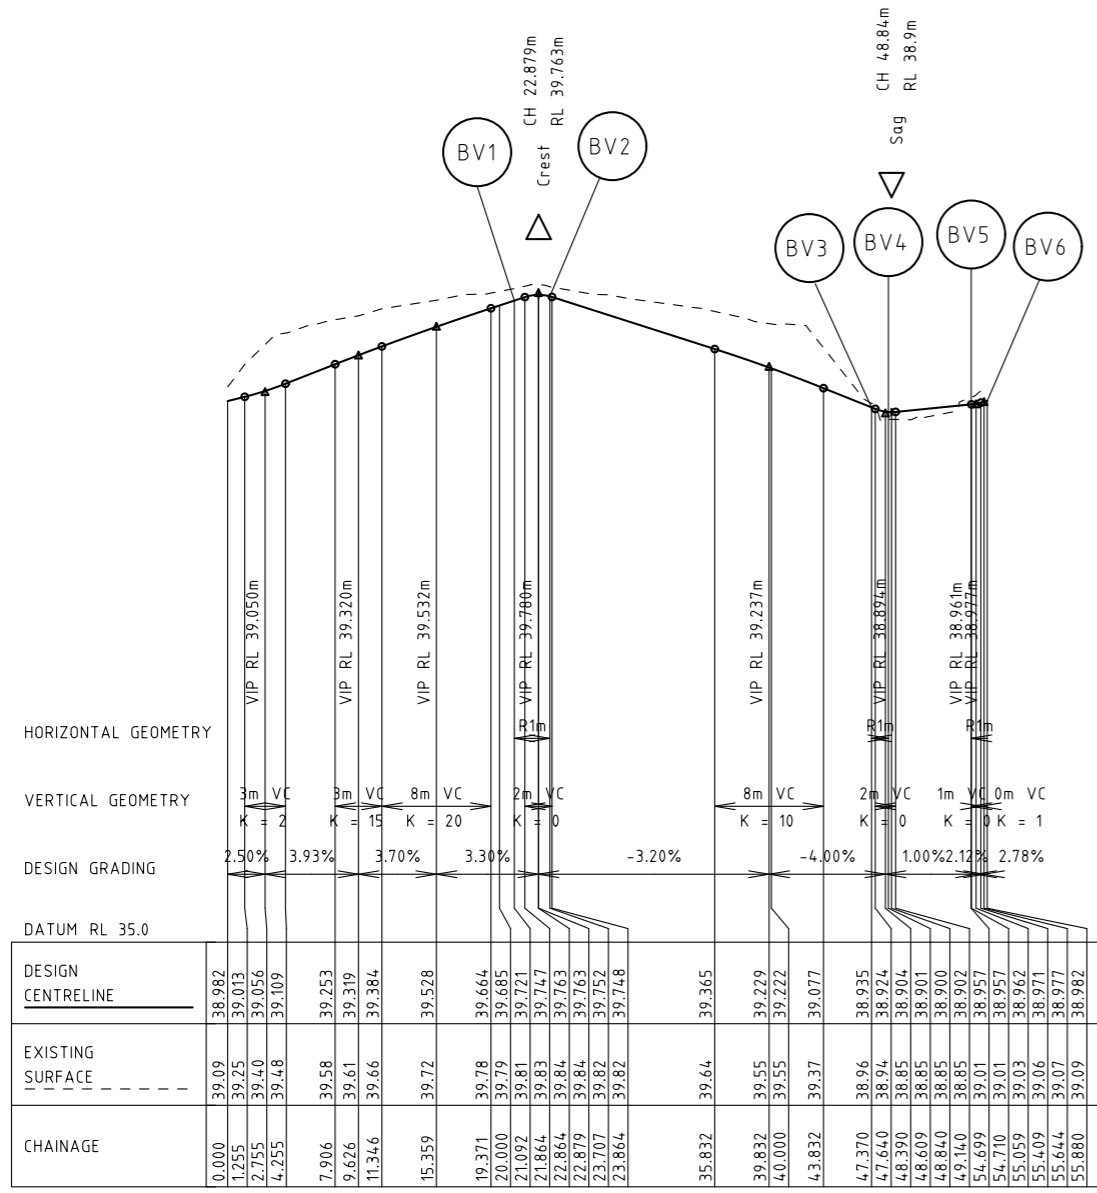 CH 22.879m
RL 39.763m
Crest
CH 48.84m
RL 38.9m
Sag
BV1
BV2
BV3
BV4
BV5
BV6
VIP RL 39.050m
VIP RL 39.320m
VIP RL 39.532m
VIP RL 39.780m
VIP RL 39.237m
VIP RL 38.894m
VIP RL 38.961m
VIP RL 38.977m
HORIZONTAL GEOMETRY R1m R1m R1m
VERTICAL GEOMETRY 3m VC 3m VC 8m VC 2m VC 8m VC 2m VC 1m VC 0m VC
K = 2 K = 15 K = 20 K = 0 K = 10 K = 0 K = 0 K = 1
DESIGN GRADING 2.50% 3.93% 3.70% 3.30% -3.20% -4.00% 1.00% 2.12% 2.78%
DATUM RL 35.0
DESIGN
CENTRELINE
38.982 39.013 39.056 39.109 39.253 39.319 39.384 39.528 39.664 39.685 39.721 39.747 39.763 39.763 39.752 39.748 39.365 39.229 39.222 39.077 38.935 38.924 38.904 38.901 38.900 38.902 38.957 38.957 38.962 38.971 38.977 38.982
EXISTING
SURFACE
39.09 39.25 39.40 39.48 39.58 39.61 39.66 39.72 39.78 39.79 39.81 39.83 39.84 39.84 39.82 39.82 39.64 39.55 39.55 39.37 38.96 38.94 38.85 38.85 38.85 38.85 39.01 39.01 39.03 39.06 39.07 39.09
CHAINAGE
0.000 1.255 2.755 4.255 7.906 9.626 11.346 15.359 19.371 20.000 21.092 21.864 22.864 22.879 23.707 23.864 35.832 39.832 40.000 43.832 47.370 47.640 48.390 48.609 48.840 49.140 54.699 54.710 55.059 55.409 55.644 55.880